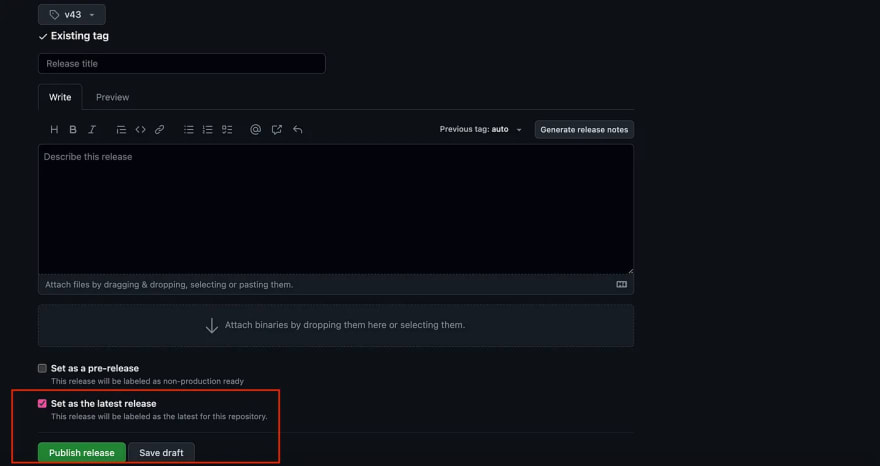 v43
Existing tag
Release title
Write Preview
H B I @ Previous tag: auto Generate release notes
Describe this release
Attach files by dragging & dropping, selecting or pasting them.
Attach binaries by dropping them here or selecting them.
Set as a pre-release
This release will be labeled as non-production ready
Set as the latest release
This release will be labeled as the latest for this repository.
Publish release Save draft